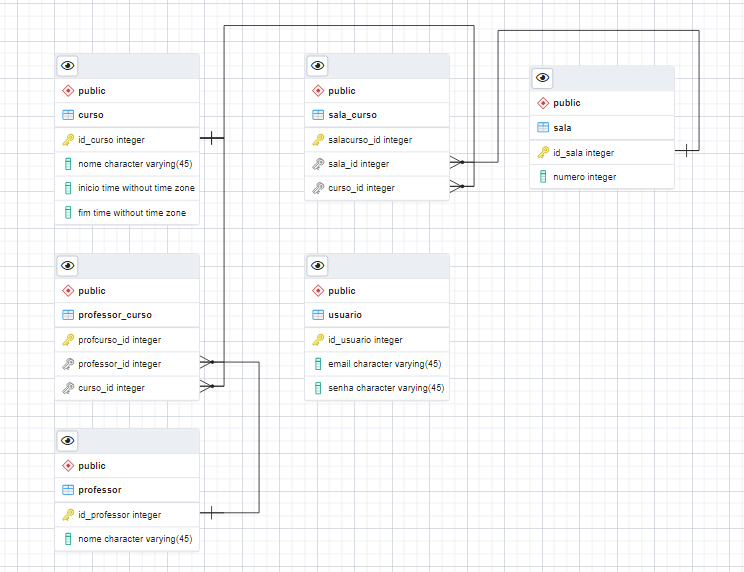 public
curso
id_curso integer
nome character varying(45)
inicio time without time zone
fim time without time zone
public
sala_curso
salacurso_id integer
sala_id integer
curso_id integer
public
sala
id_sala integer
numero integer
public
professor_curso
profcurso_id integer
professor_id integer
curso_id integer
public
usuario
id_usuario integer
email character varying(45)
senha character varying(45)
public
professor
id_professor integer
nome character varying(45)